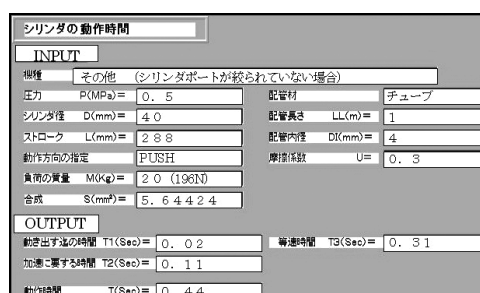 シリンダの動作時間
INPUT
機種 その他 (シリンダポートが絞られていない場合)
圧力 P(MPa)= 0.5 配管材 チューブ
シリンダ径 D(mm)= 40 配管長さ LL(m)= 1
ストローク L(mm)= 288 配管内径 DI(mm)= 4
動作方向の指定 PUSH 摩擦係数 U= 0.3
負荷の質量 M(Kg)= 20 (196N)
合成 S(mm²)= 5.64424
OUTPUT
動き出す迄の時間 T1(Sec)= 0.02 等速時間 T3(Sec)= 0.31
加速に要する時間 T2(Sec)= 0.11
動作時間 T(Sec)= 0.44